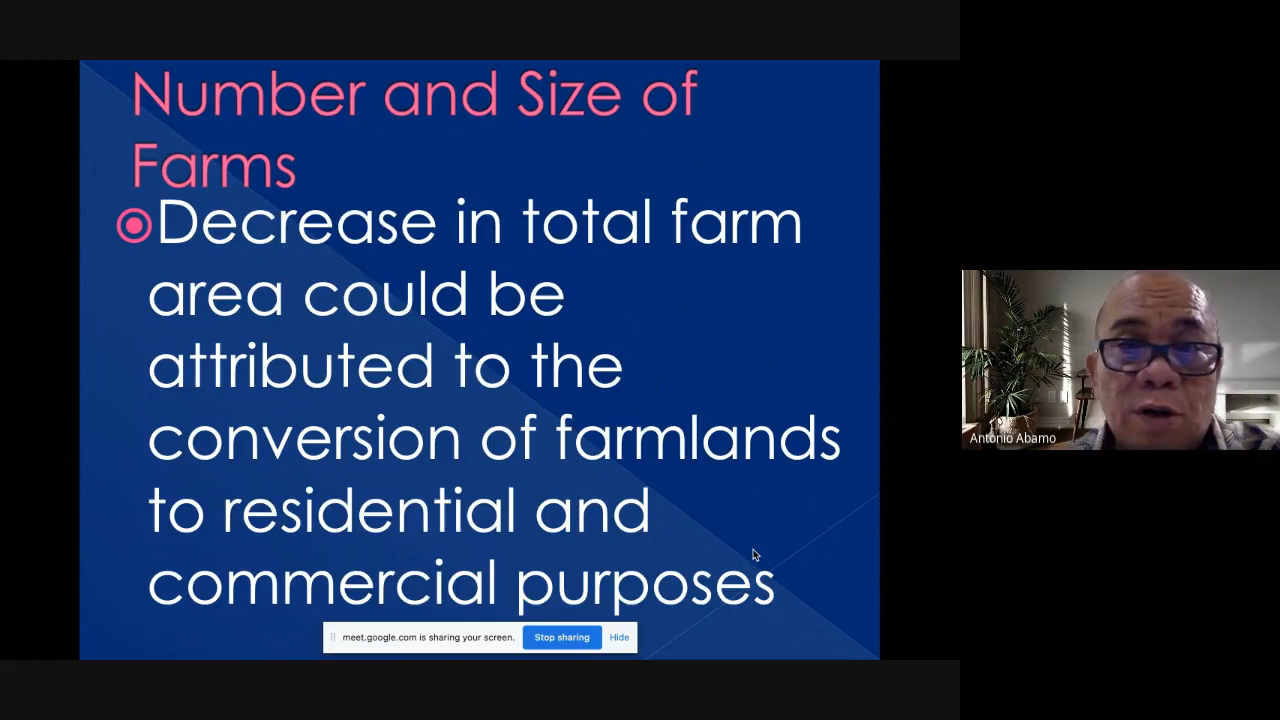 Number and Size of
Farms
Decrease in total farm
area could be
attributed to the
conversion of farmlands
to residential and
commercial purposes
meet.google.com is sharing your screen. Stop sharing Hide
Antonio Abamo